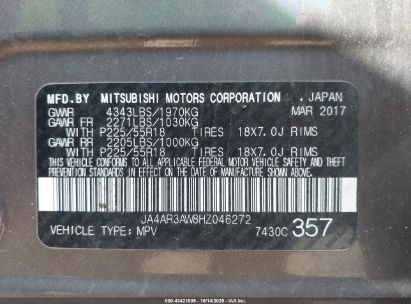 MFD.BY MITSUBISHI MOTORS CORPORATION , JAPAN
GVWR 4343LBS/1970KG MAR 2017
GAWR FR 2271LBS/1030KG
WITH P225/55R18 TIRES 18X7.0J RIMS
GAWR RR 2205LBS/1000KG
WITH P225/55R18 TIRES 18X7.0J RIMS
THIS VEHICLE CONFORMS TO ALL APPLICABLE FEDERAL
MOTOR VEHICLE SAFETY, BUMPER, AND THEFT PREVENTION
STANDARDS IN EFFECT ON THE DATE OF MANUFACTURE
SHOWN ABOVE.
JA4AR3AW8HZ046272
VEHICLE TYPE: MPV 7430C 357